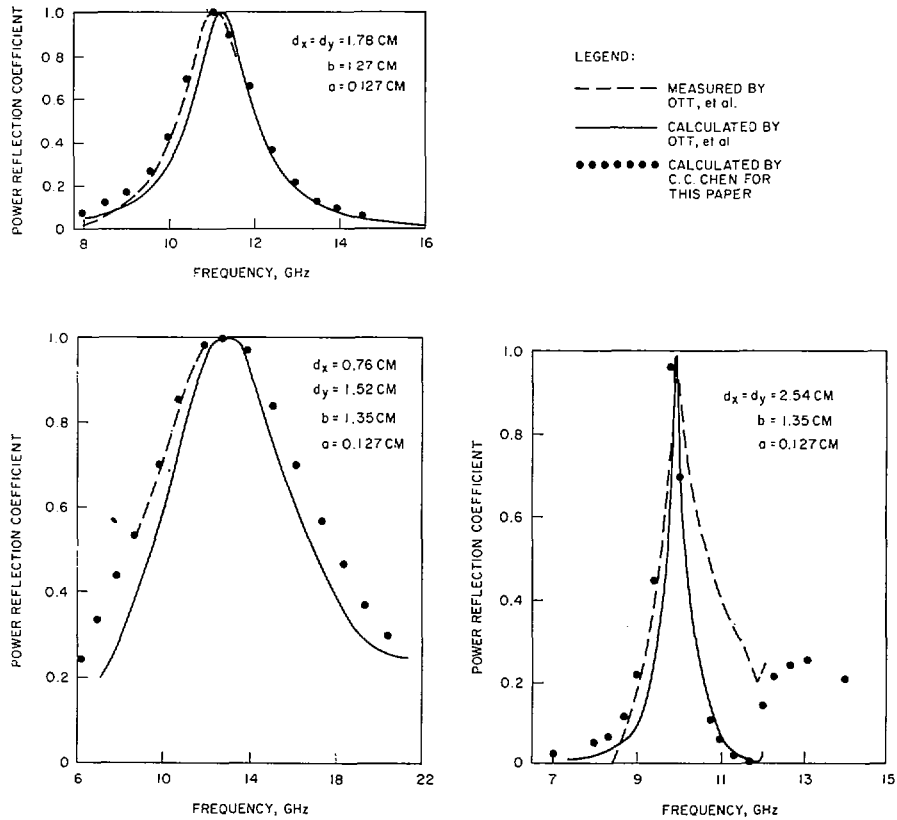 1.0
0.8
0.6
0.4
0.2
0
POWER REFLECTION COEFFICIENT
dx = dy = 1.78 CM
b = 1.27 CM
a = 0.127 CM
8 10 12 14 16
FREQUENCY, GHz
LEGEND:
MEASURED BY
OTT, et al.
CALCULATED BY
OTT, et al
CALCULATED BY
C.C. CHEN FOR
THIS PAPER
1.0
0.8
0.6
0.4
0.2
0
POWER REFLECTION COEFFICIENT
dx = 0.76 CM
dy = 1.52 CM
b = 1.35 CM
a = 0.127 CM
6 8 10 14 18 22
FREQUENCY, GHz
1.0
0.8
0.6
0.4
0.2
0
POWER REFLECTION COEFFICIENT
dx = dy = 2.54 CM
b = 1.35 CM
a = 0.127 CM
7 9 11 13 15
FREQUENCY, GHz